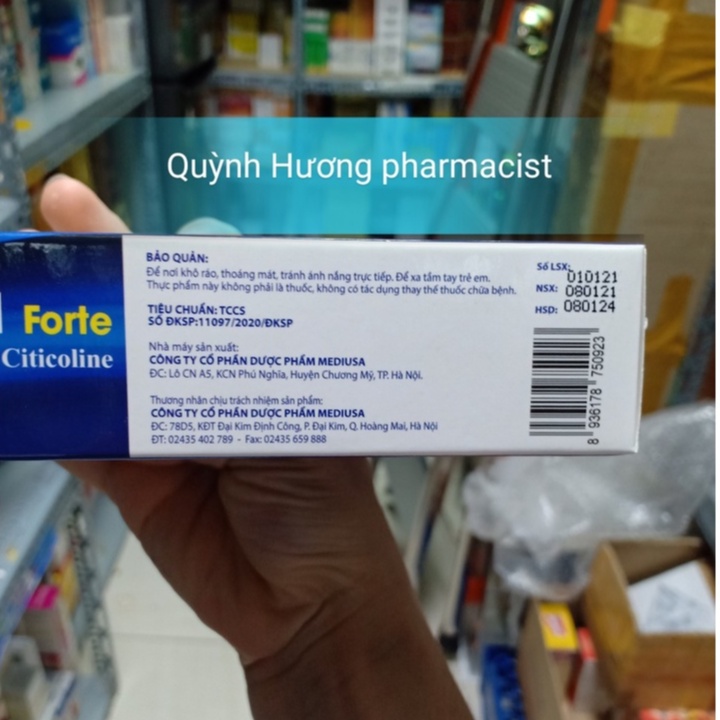 Quỳnh Hương pharmacist
Forte
Citicoline
BẢO QUẢN:
Để nơi khô ráo, thoáng mát, tránh ánh nắng trực tiếp. Để xa tầm tay trẻ em.
Thực phẩm này không phải là thuốc, không có tác dụng thay thế thuốc chữa bệnh.
TIÊU CHUẨN: TCCS
SỐ ĐKSP:11097/2020/ĐKSP
Nhà máy sản xuất:
CÔNG TY CỔ PHẦN DƯỢC PHẨM MEDIUSA
ĐC: Lô CN A5, KCN Phú Nghĩa, Huyện Chương Mỹ, TP. Hà Nội.
Thương nhân chịu trách nhiệm sản phẩm:
CÔNG TY CỔ PHẦN DƯỢC PHẨM MEDIUSA
ĐC: 78D5, KĐT Đại Kim Định Công, P. Đại Kim, Q. Hoàng Mai, Hà Nội
ĐT: 02435 402 789 - Fax: 02435 659 888
Số LSX: 010121
NSX: 080121
HSD: 080124
8 936178 750923